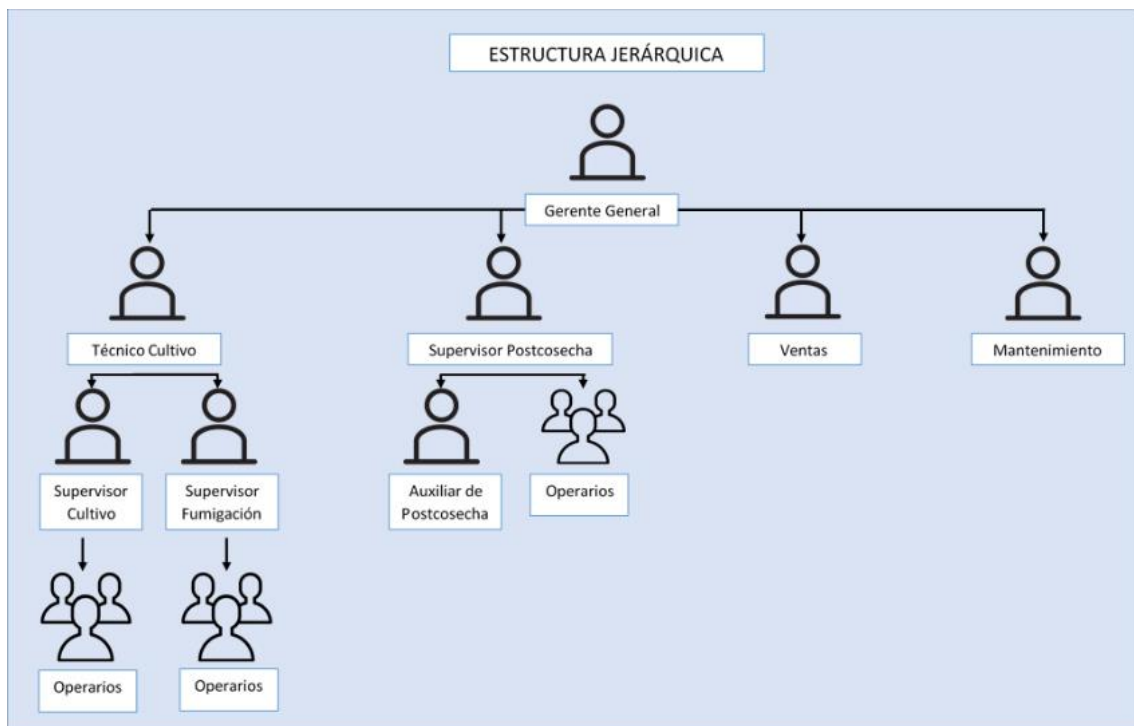 ESTRUCTURA JERÁRQUICA
Gerente General
Técnico Cultivo
Supervisor Postcosecha
Ventas
Mantenimiento
Supervisor
Cultivo
Supervisor
Fumigación
Auxiliar de
Postcosecha
Operarios
Operarios
Operarios